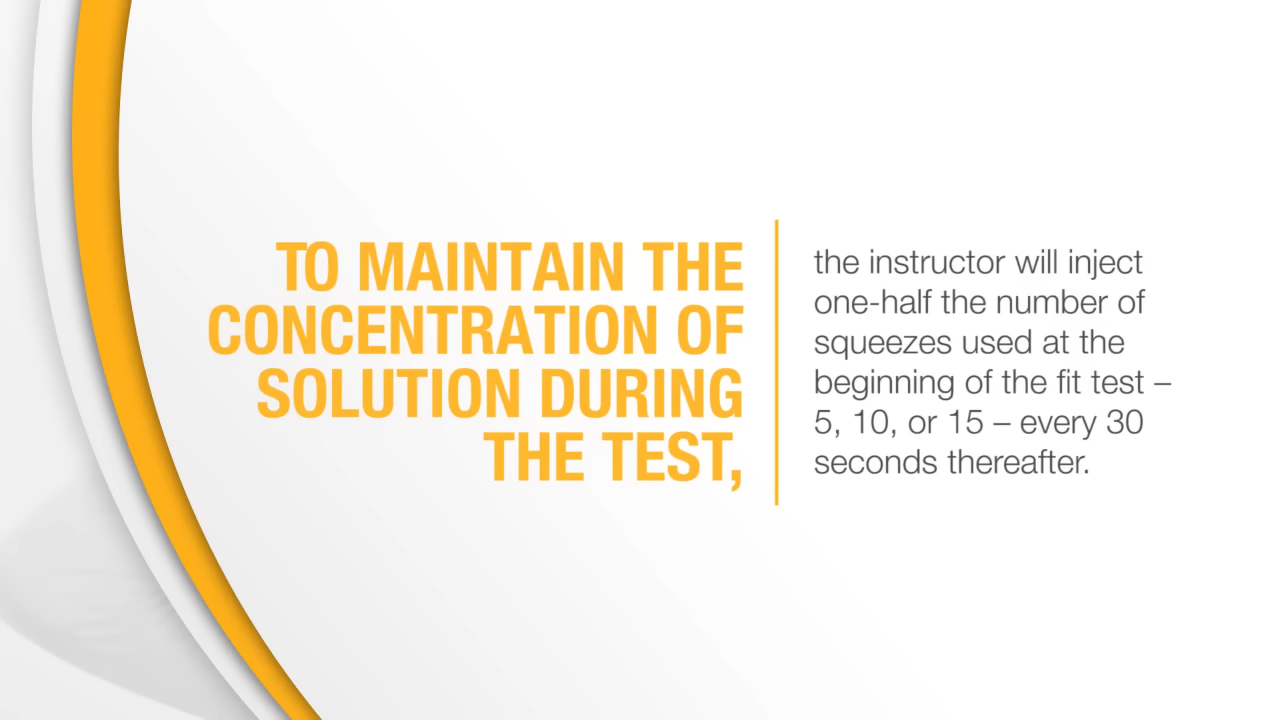 TO MAINTAIN THE
CONCENTRATION OF
SOLUTION DURING
THE TEST,
the instructor will inject
one-half the number of
squeezes used at the
beginning of the fit test –
5, 10, or 15 – every 30
seconds thereafter.